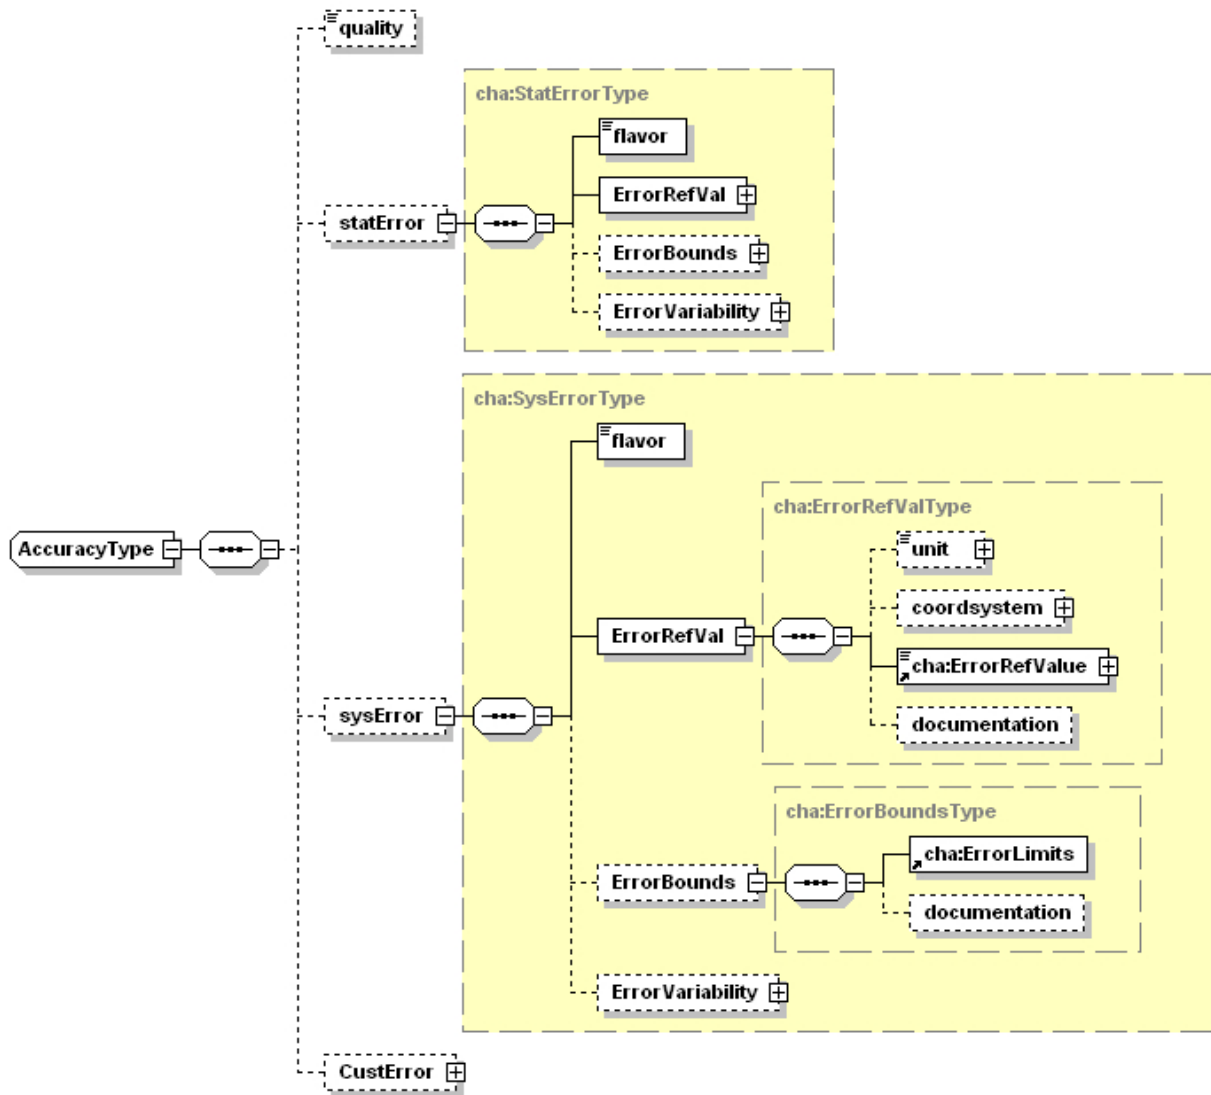 quality
cha:StatErrorType
flavor
ErrorRefVal
statError
ErrorBounds
ErrorVariability
cha:SysErrorType
flavor
cha:ErrorRefValType
AccuracyType
unit
coordsystem
ErrorRefVal
cha:ErrorRefValue
sysError
documentation
cha:ErrorBoundsType
cha:ErrorLimits
ErrorBounds
documentation
ErrorVariability
CustError